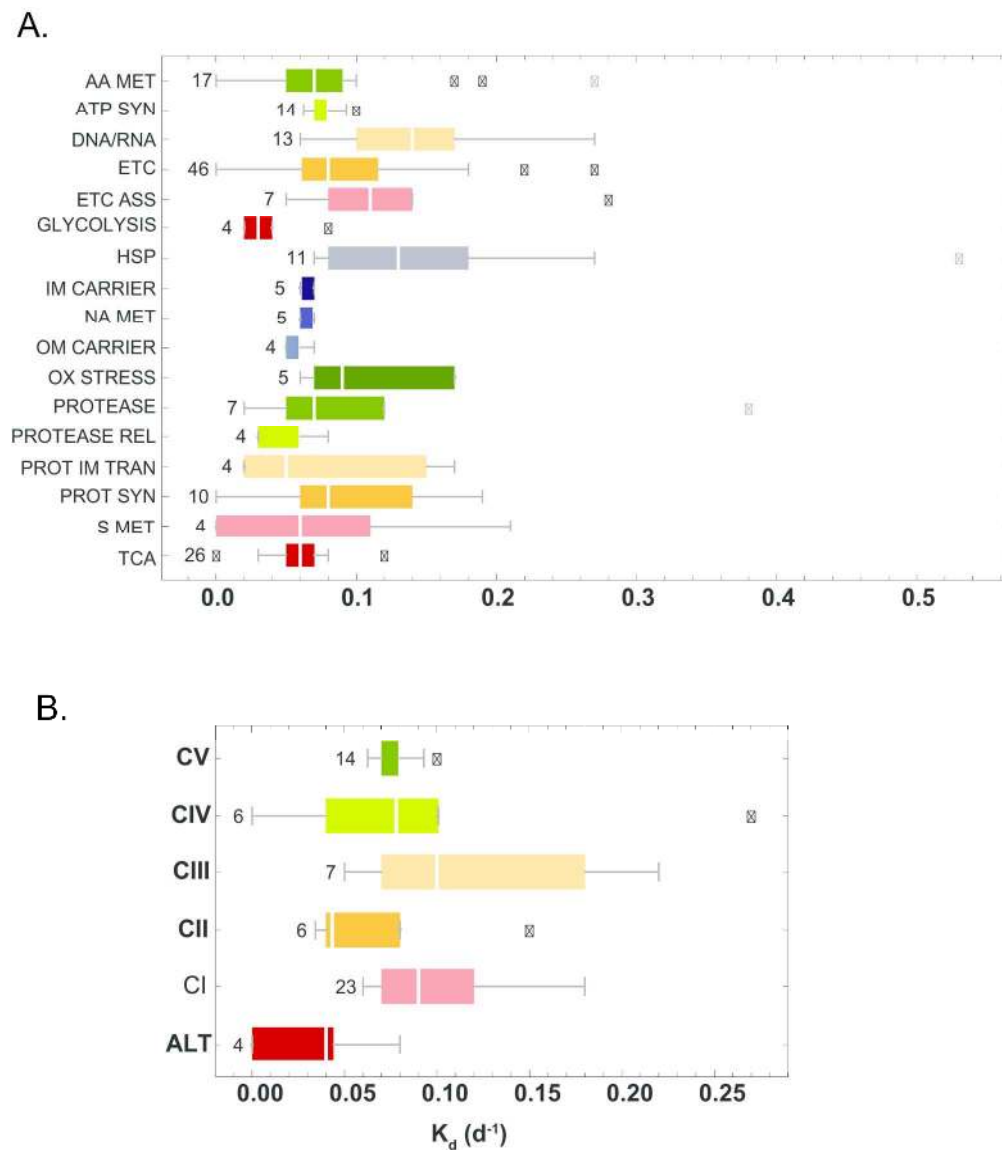 A.
AA MET 17
ATP SYN 14
DNA/RNA 13
ETC 46
ETC ASS 7
GLYCOLYSIS 4
HSP 11
IM CARRIER 5
NA MET 5
OM CARRIER 4
OX STRESS 5
PROTEASE 7
PROTEASE REL 4
PROT IM TRAN 4
PROT SYN 10
S MET 4
TCA 26
0.0 0.1 0.2 0.3 0.4 0.5
B.
CV 14
CIV 6
CIII 7
CII 6
CI 23
ALT 4
0.00 0.05 0.10 0.15 0.20 0.25
K_d (d⁻¹)